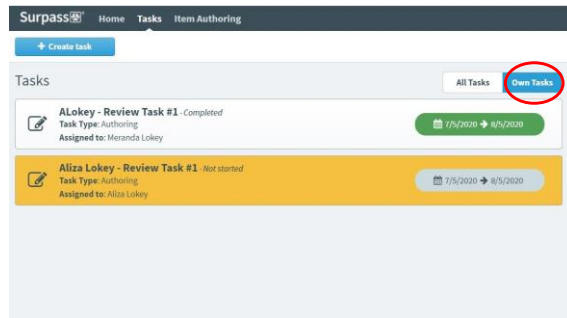 Surpass Home Tasks Item Authoring
+ Create task
Tasks All Tasks Own Tasks
ALokey - Review Task #1 - Completed
Task Type: Authoring
Assigned to: Meranda Lokey
7/5/2020 → 8/5/2020
Aliza Lokey - Review Task #1 - Not started
Task Type: Authoring
Assigned to: Aliza Lokey
7/5/2020 → 8/5/2020